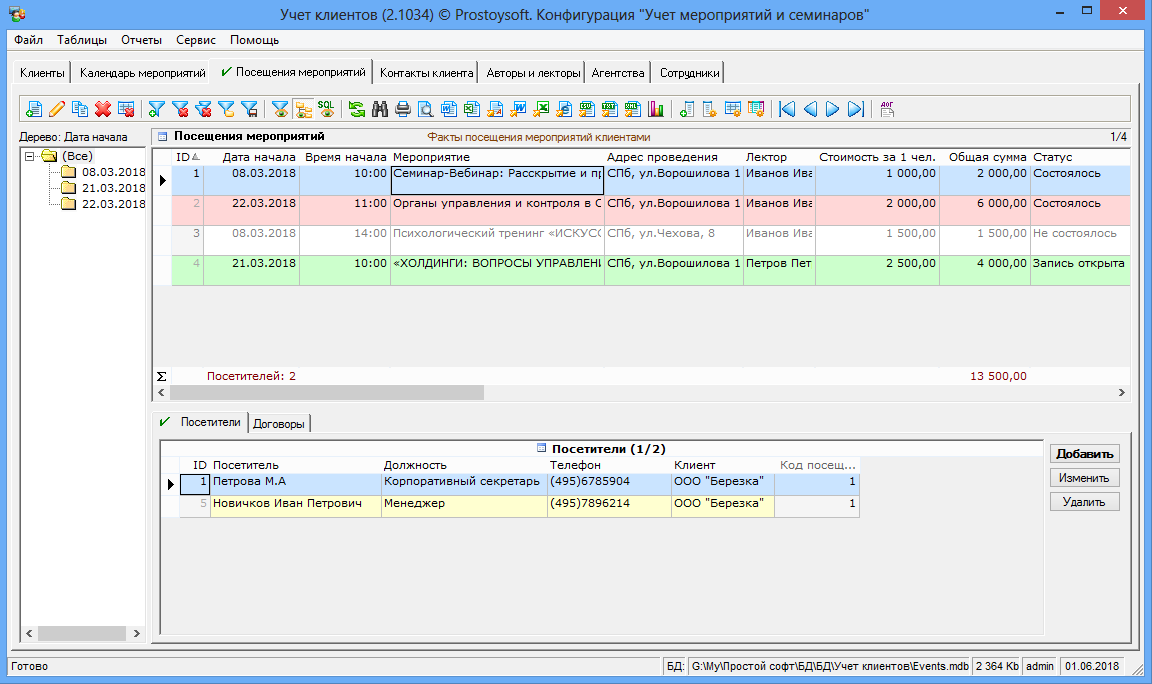 Учет клиентов (2.1034) © Prostoysoft. Конфигурация "Учет мероприятий и семинаров"
Файл Таблицы Отчеты Сервис Помощь
Клиенты Календарь мероприятий Посещения мероприятий Контакты клиента Авторы и лекторы Агентства Сотрудники
SQL
Дерево: Дата начала
(Все)
08.03.2018
21.03.2018
22.03.2018
Посещения мероприятий Факты посещения мероприятий клиентами 1/4
ID Дата начала Время начала Мероприятие Адрес проведения Лектор Стоимость за 1 чел. Общая сумма Статус
1 08.03.2018 10:00 Семинар-Вебинар: Расскрытие и пр СПб, ул.Ворошилова 1 Иванов Ива 1 000,00 2 000,00 Состоялось
2 22.03.2018 11:00 Органы управления и контроля в С СПб, ул.Ворошилова 1 Иванов Ива 2 000,00 6 000,00 Состоялось
3 08.03.2018 14:00 Психологический тренинг «ИСКУСС СПб, ул.Чехова, 8 Иванов Ива 1 500,00 1 500,00 Не состоялось
4 21.03.2018 10:00 «ХОЛДИНГИ: ВОПРОСЫ УПРАВЛЕНИ СПб, ул.Ворошилова 1 Петров Пет 2 500,00 4 000,00 Запись открыта
Σ Посетителей: 2 13 500,00
Посетители Договоры
Посетители (1/2)
ID Посетитель Должность Телефон Клиент Код посещ...
1 Петрова М.А Корпоративный секретарь (495)6785904 ООО "Березка" 1
5 Новичков Иван Петрович Менеджер (495)7896214 ООО "Березка" 1
Добавить
Изменить
Удалить
Готово БД: G:\My\Простой софт\БД\БД\Учет клиентов\Events.mdb 2 364 Kb admin 01.06.2018